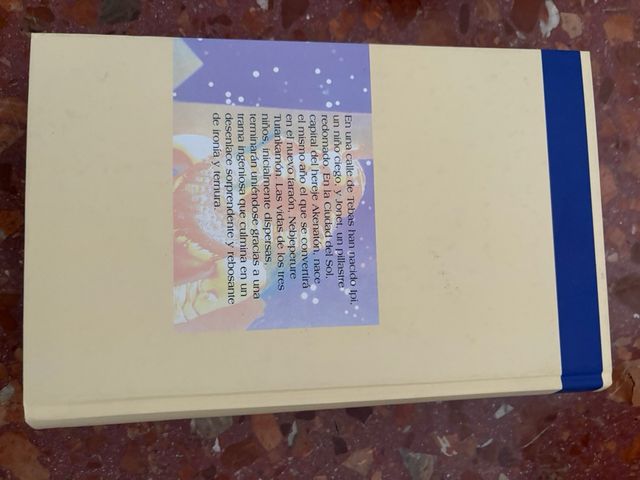 En una calle de Tebas han nacido Ipi,
un niño ciego, y Jonet, un pillastre
redomado. En la Ciudad del Sol,
capital del hereje Akenatón, nace
el mismo año el que se convertirá
en el nuevo faraón, Nebjeperure
Tutankamón. Las vidas de los tres
niños, inicialmente dispersas,
terminarán uniéndose gracias a una
trama ingeniosa que culmina en un
desenlace sorprendente y rebosante
de ironía y ternura.